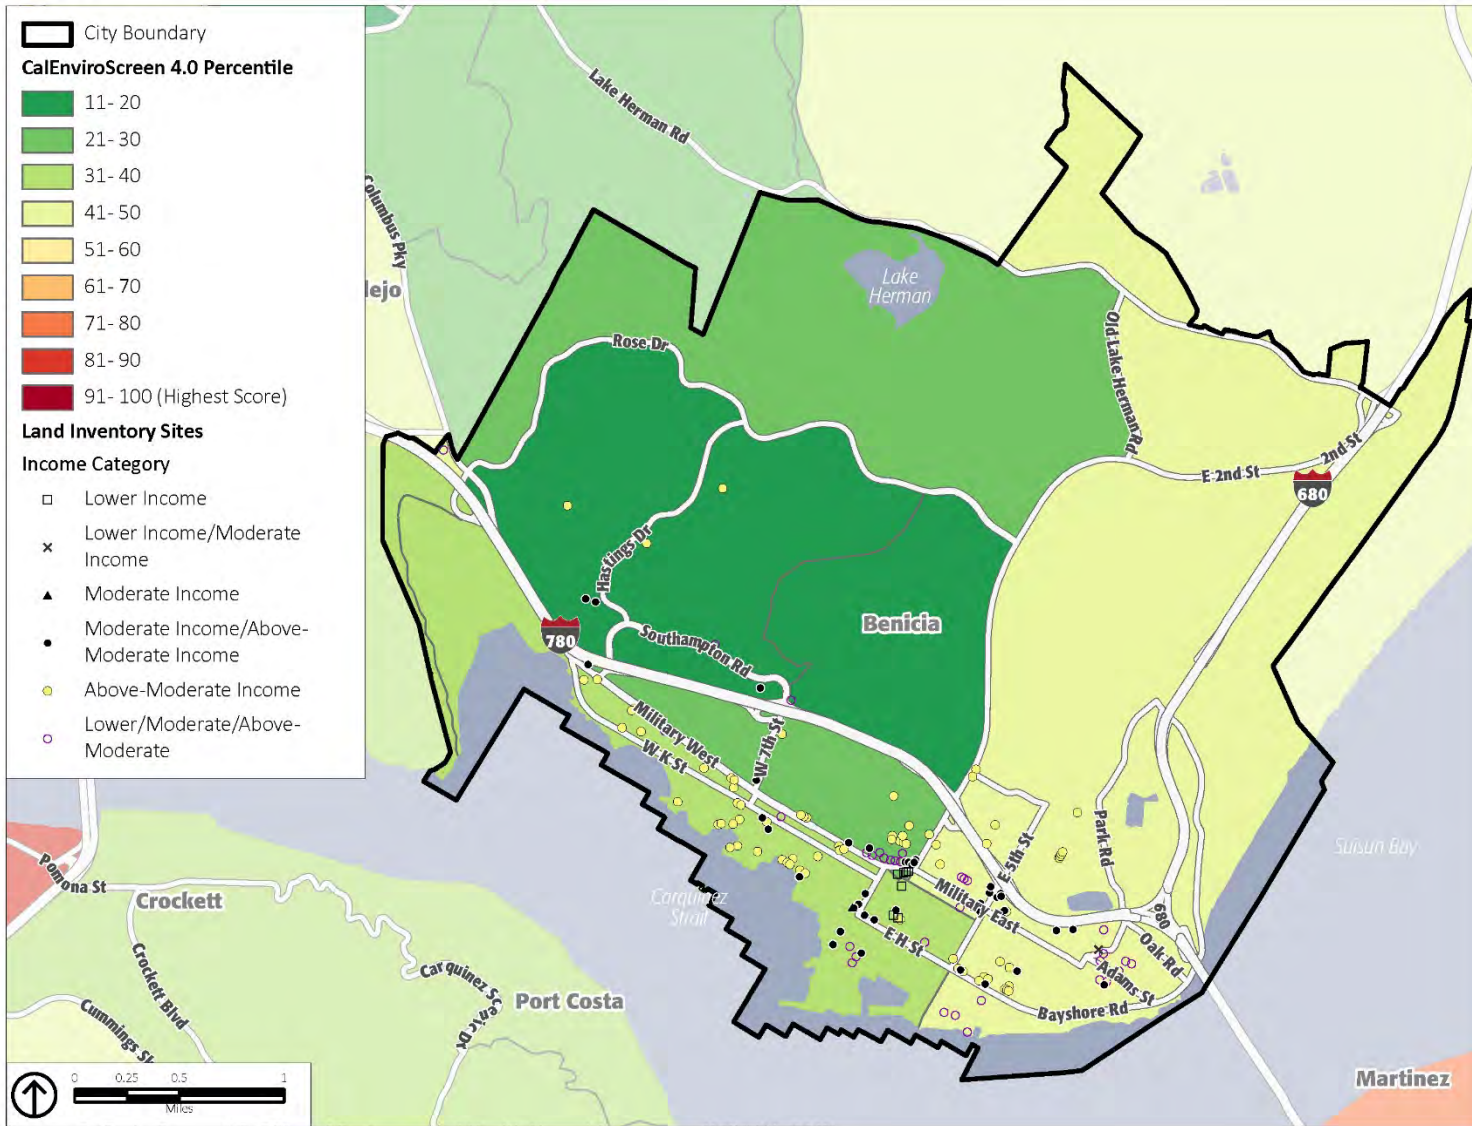 City Boundary
CalEnviroScreen 4.0 Percentile
11- 20
21- 30
31- 40
41- 50
51- 60
61- 70
71- 80
81- 90
91- 100 (Highest Score)
Land Inventory Sites
Income Category
Lower Income
Lower Income/Moderate
Income
Moderate Income
Moderate Income/Above-
Moderate Income
Above-Moderate Income
Lower/Moderate/Above-
Moderate
Lake Herman Rd
Columbus Pky
lejo
Lake
Herman
Rose Dr
Old Lake Herman Rd
E 2nd St
2nd St
680
Hastings Dr
Benicia
780
Southampton Rd
Military West
W K St
W 7th St
Park Rd
E 5th St
Suisun Bay
Pomona St
Crockett
Carquinez
Strait
Military East
680
E H St
Oak Rd
Adams St
Bayshore Rd
Crockett Blvd
Carquinez Scenic Dr
Port Costa
Cummings Sk
Martinez
0 0.25 0.5 1
Miles